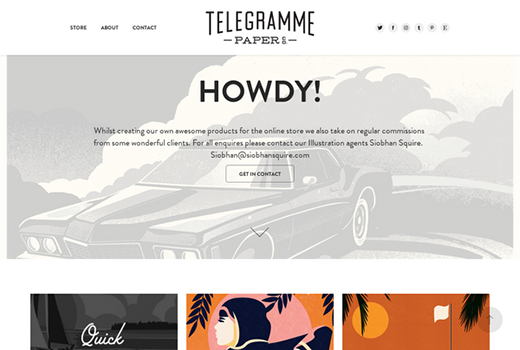 STORE ABOUT CONTACT
TELEGRAMME
PAPER CO.
HOWDY!
Whilst creating our own awesome products for the online store we also take on regular commissions
from some wonderful clients. For all enquires please contact our Illustration agents Siobhan Squire.
Siobhan@siobhansquire.com
GET IN CONTACT
Quick